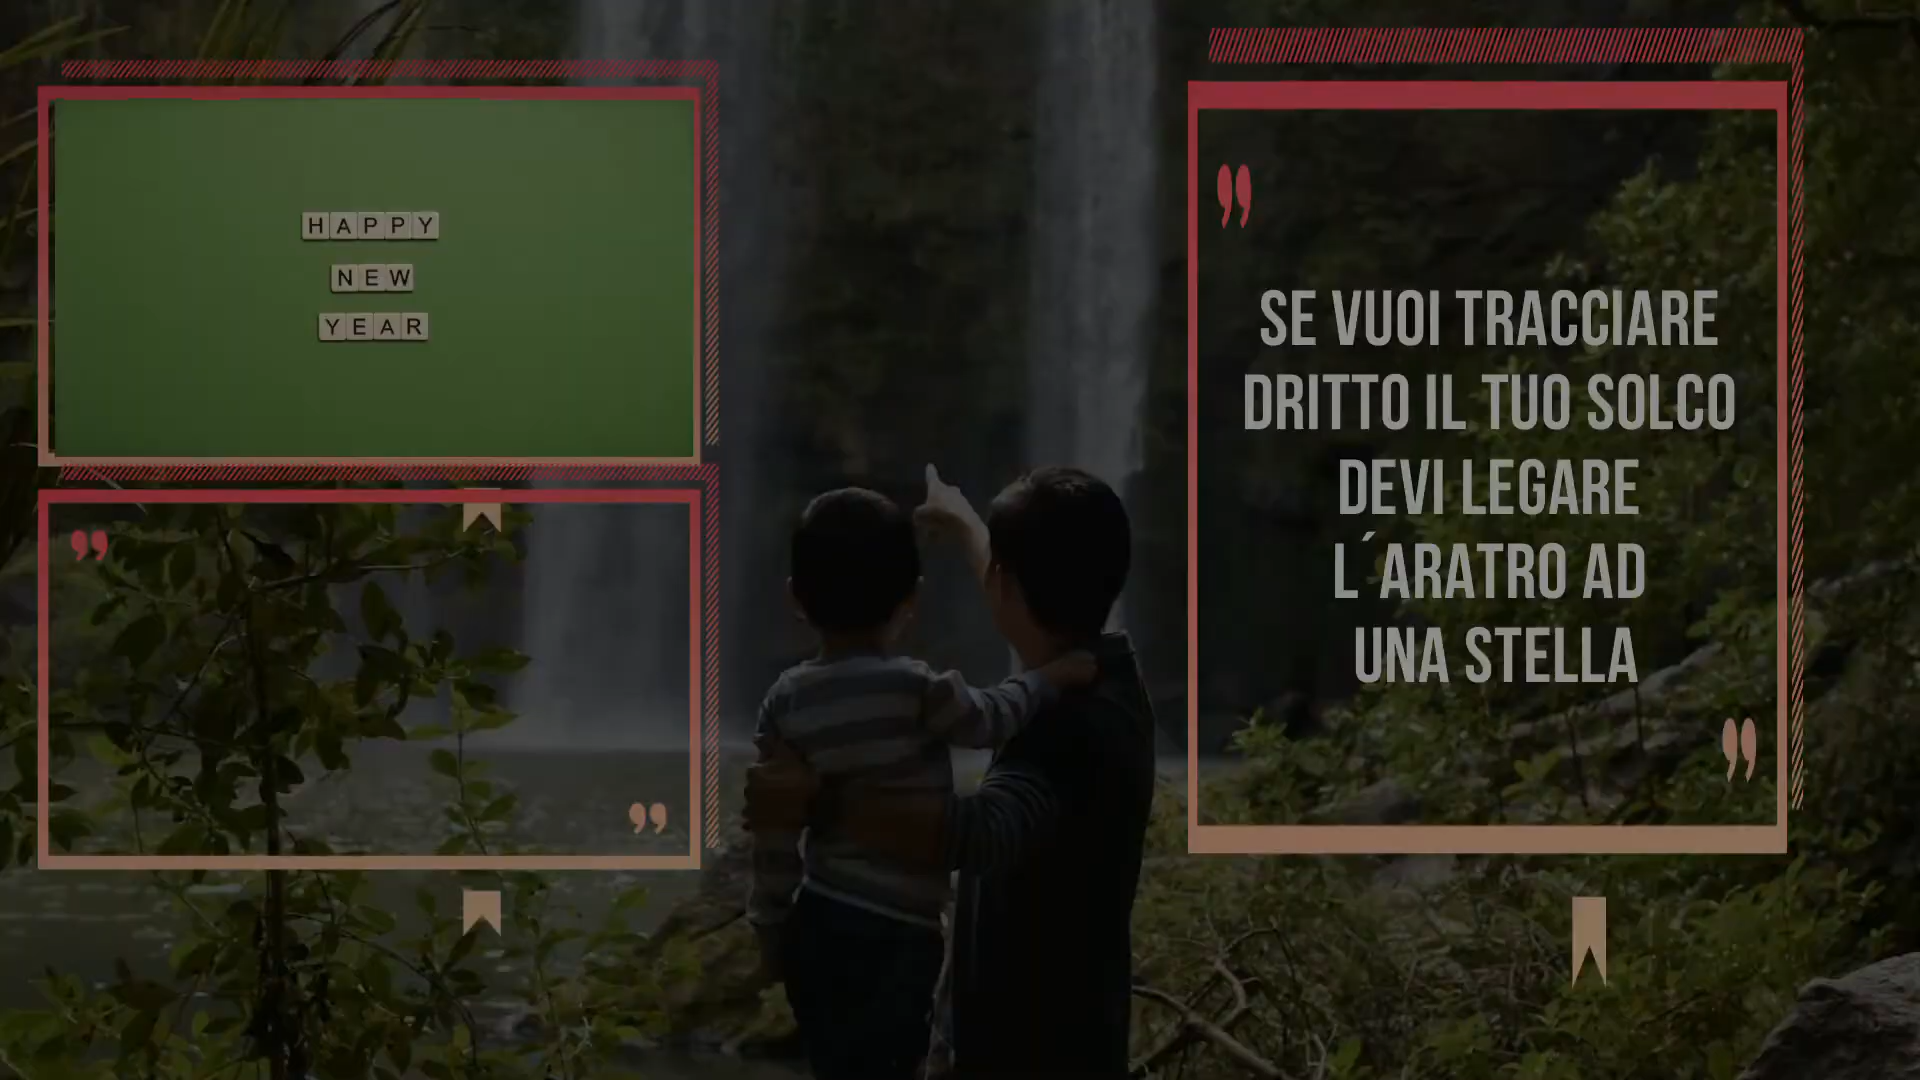 HAPPY
NEW
YEAR
"
"
"
SE VUOI TRACCIARE
DRITTO IL TUO SOLCO
DEVI LEGARE
L´ARATRO AD
UNA STELLA
"